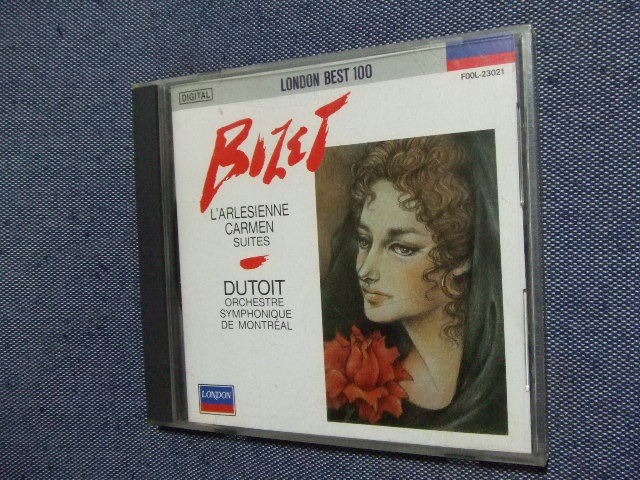 DIGITAL
LONDON BEST 100
F00L-23021
BIZET
L'ARLESIENNE
CARMEN
SUITES
DUTOIT
ORCHESTRE
SYMPHONIQUE
DE MONTRÉAL
LONDON